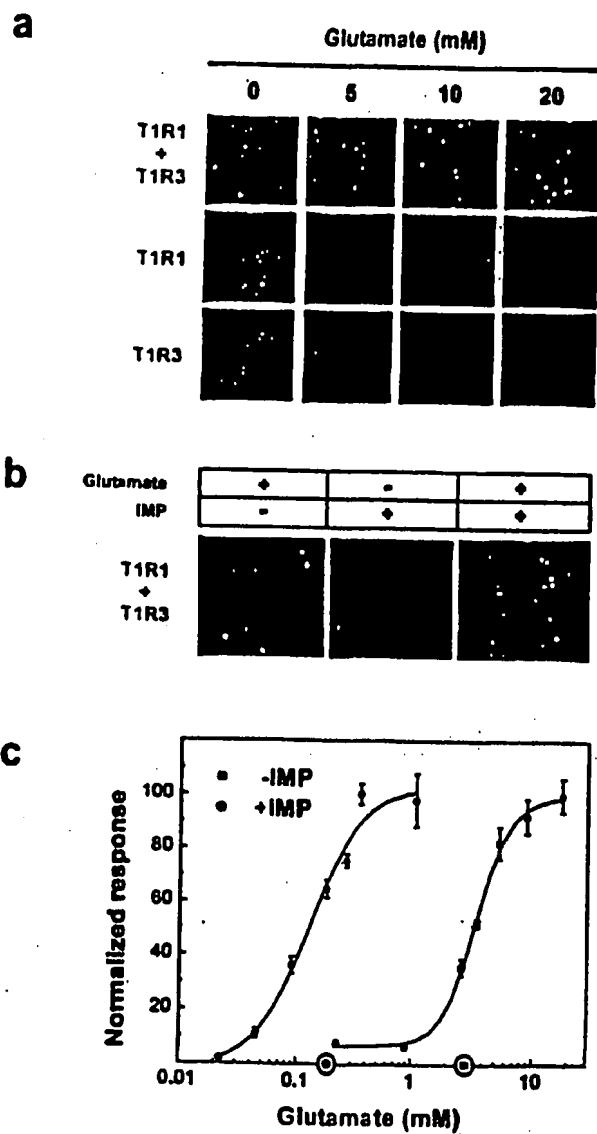 a
Glutamate (mM)
0 5 10 20
T1R1
+
T1R3
T1R1
T1R3
b
Glutamate + - +
IMP - + +
T1R1
+
T1R3
c
-IMP
+IMP
Normalized response
100
80
60
40
20
0.01 0.1 1 10
Glutamate (mM)